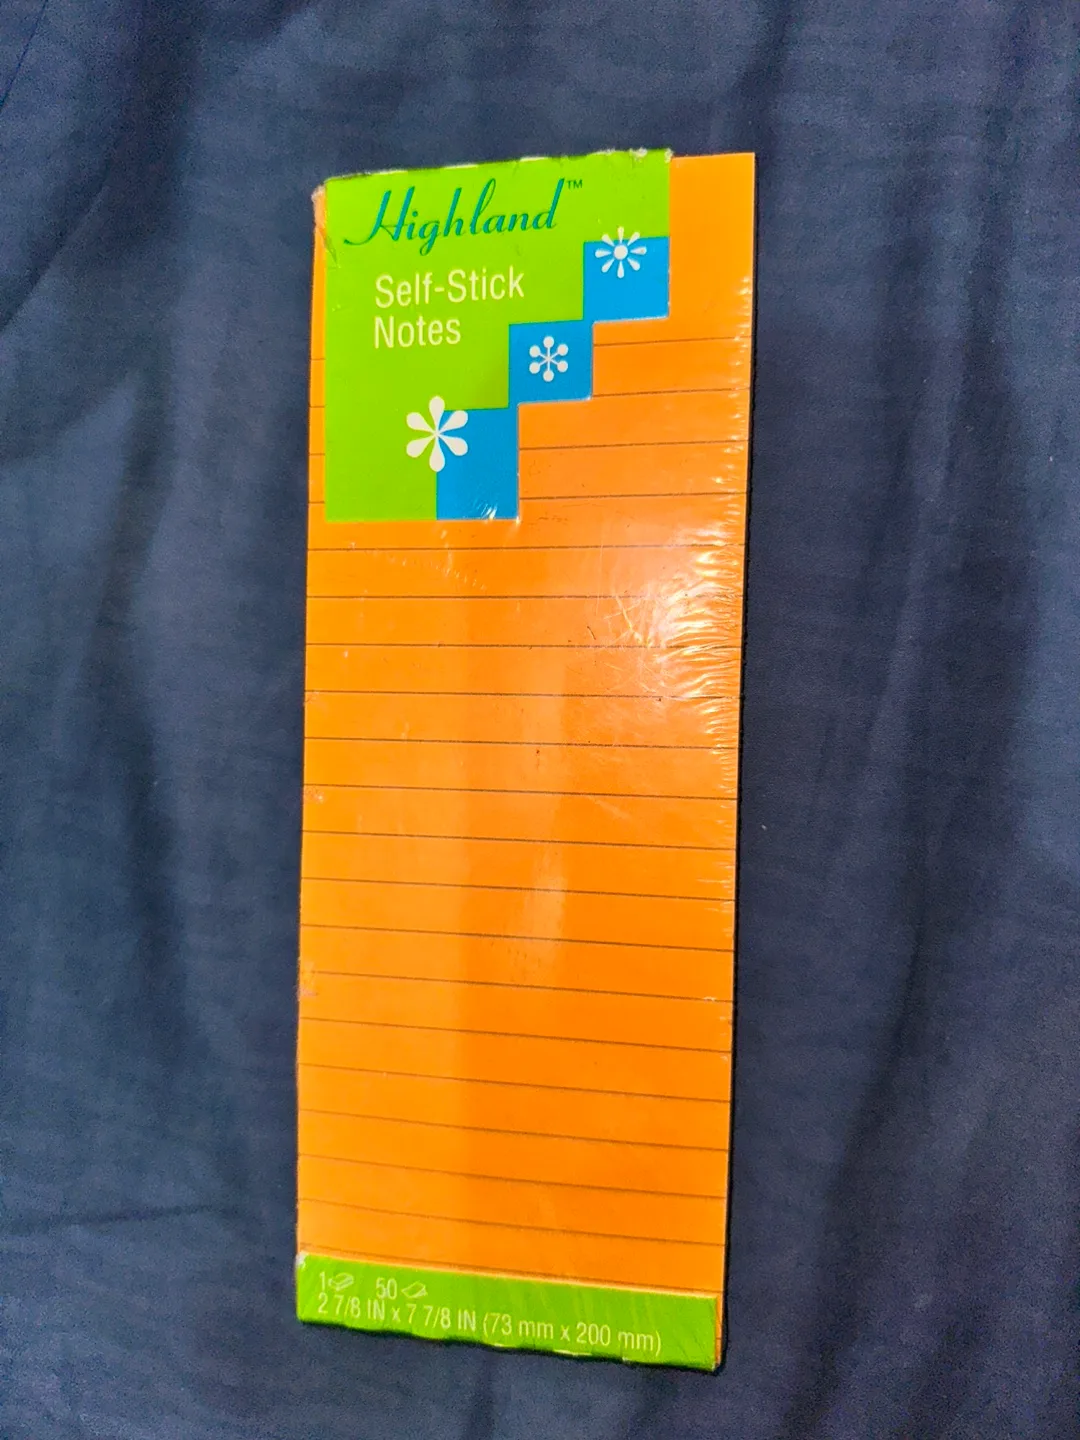 Highland™
Self-Stick
Notes
1 50
2 7/8 IN x 7 7/8 IN (73 mm x 200 mm)